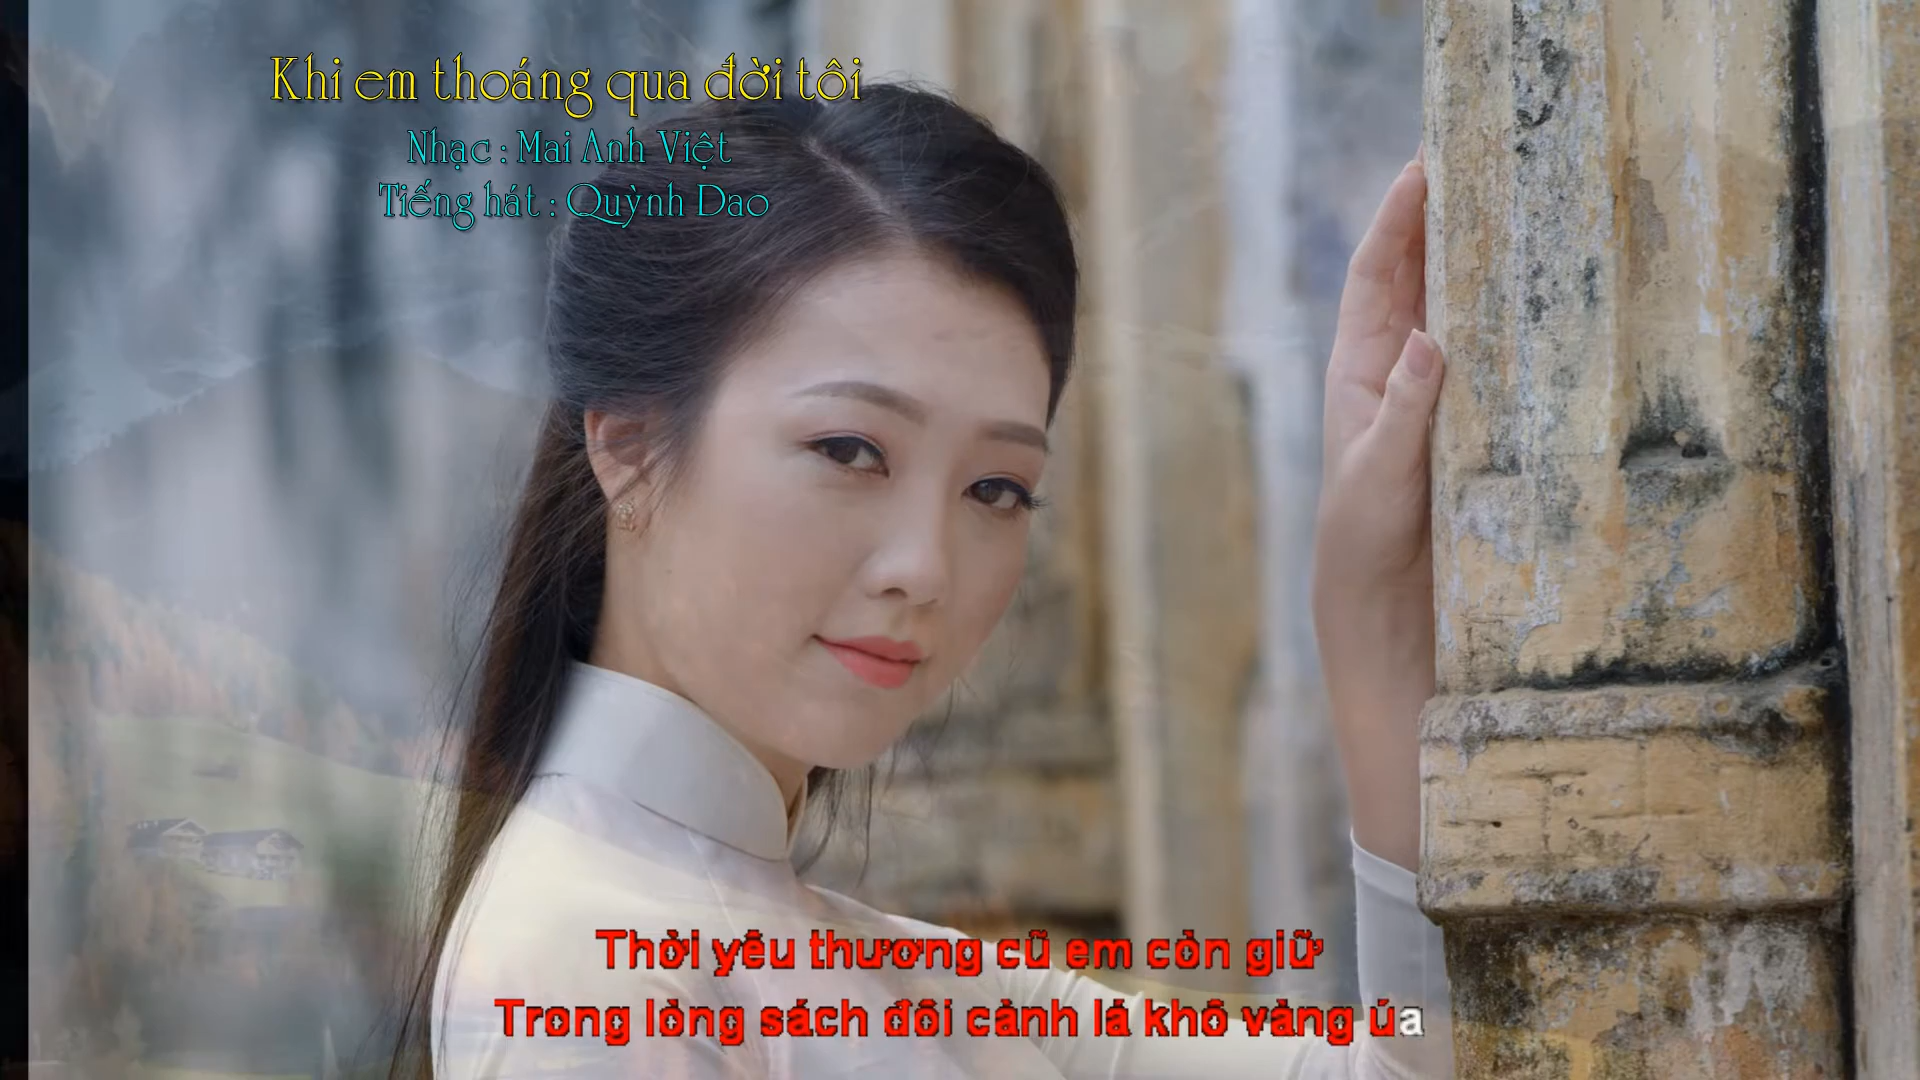 Khi em thoáng qua đời tôi
Nhạc : Mai Anh Việt
Tiếng hát : Quỳnh Dao
Thời yêu thương cũ em còn giữ
Trong lòng sách đôi cành lá khô vàng úa